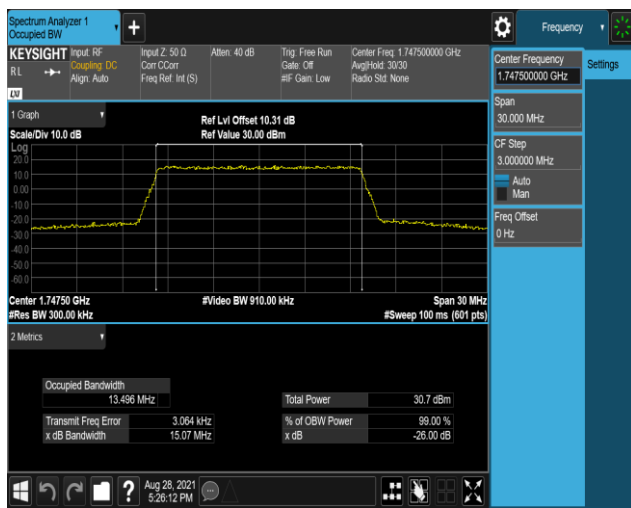 Spectrum Analyzer 1
Occupied BW
+
Frequency
KEYSIGHT
Input: RF
Input Z: 50 Ω
Atten: 40 dB
Trig: Free Run
Center Freq: 1.747500000 GHz
RL
Coupling: DC
Corr CCorr
Gate: Off
Avg|Hold: 30/30
Align: Auto
Freq Ref: Int (S)
#IF Gain: Low
Radio Std: None
LXI
Center Frequency
1.747500000 GHz
Settings
Span
30.000 MHz
CF Step
3.000000 MHz
Auto
Man
Freq Offset
0 Hz
1 Graph
Ref Lvl Offset 10.31 dB
Scale/Div 10.0 dB
Ref Value 30.00 dBm
Log
20.0
10.0
0.00
-10.0
-20.0
-30.0
-40.0
-50.0
-60.0
Center 1.74750 GHz
#Video BW 910.00 kHz
Span 30 MHz
#Res BW 300.00 kHz
#Sweep 100 ms (601 pts)
2 Metrics
Occupied Bandwidth
13.496 MHz
Total Power
30.7 dBm
Transmit Freq Error
3.064 kHz
% of OBW Power
99.00 %
x dB Bandwidth
15.07 MHz
x dB
-26.00 dB
?
Aug 28, 2021
5:26:12 PM